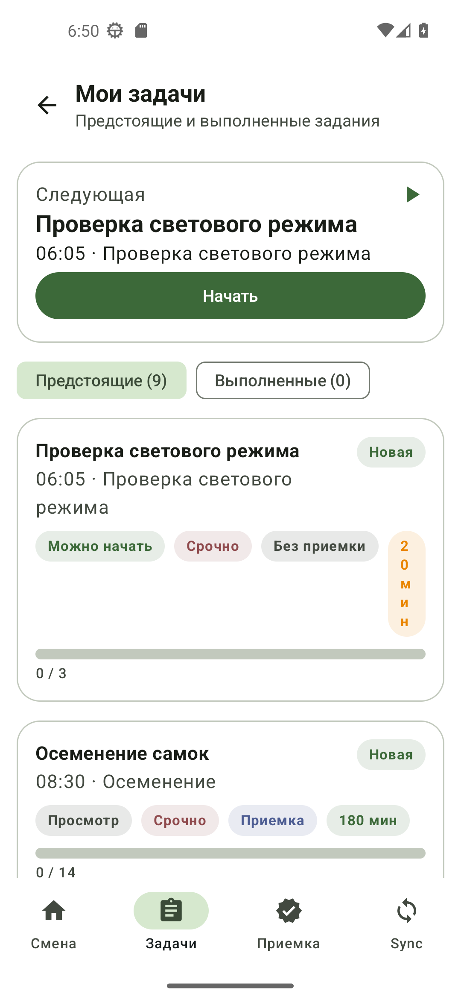 6:50
Мои задачи
Предстоящие и выполненные задания
Следующая
Проверка светового режима
06:05 · Проверка светового режима
Начать
Предстоящие (9)
Выполненные (0)
Проверка светового режима
Новая
06:05 · Проверка светового
режима
Можно начать
Срочно
Без приемки
2
0
м
и
н
0 / 3
Осеменение самок
Новая
08:30 · Осеменение
Просмотр
Срочно
Приемка
180 мин
0 / 14
Смена
Задачи
Приемка
Sync